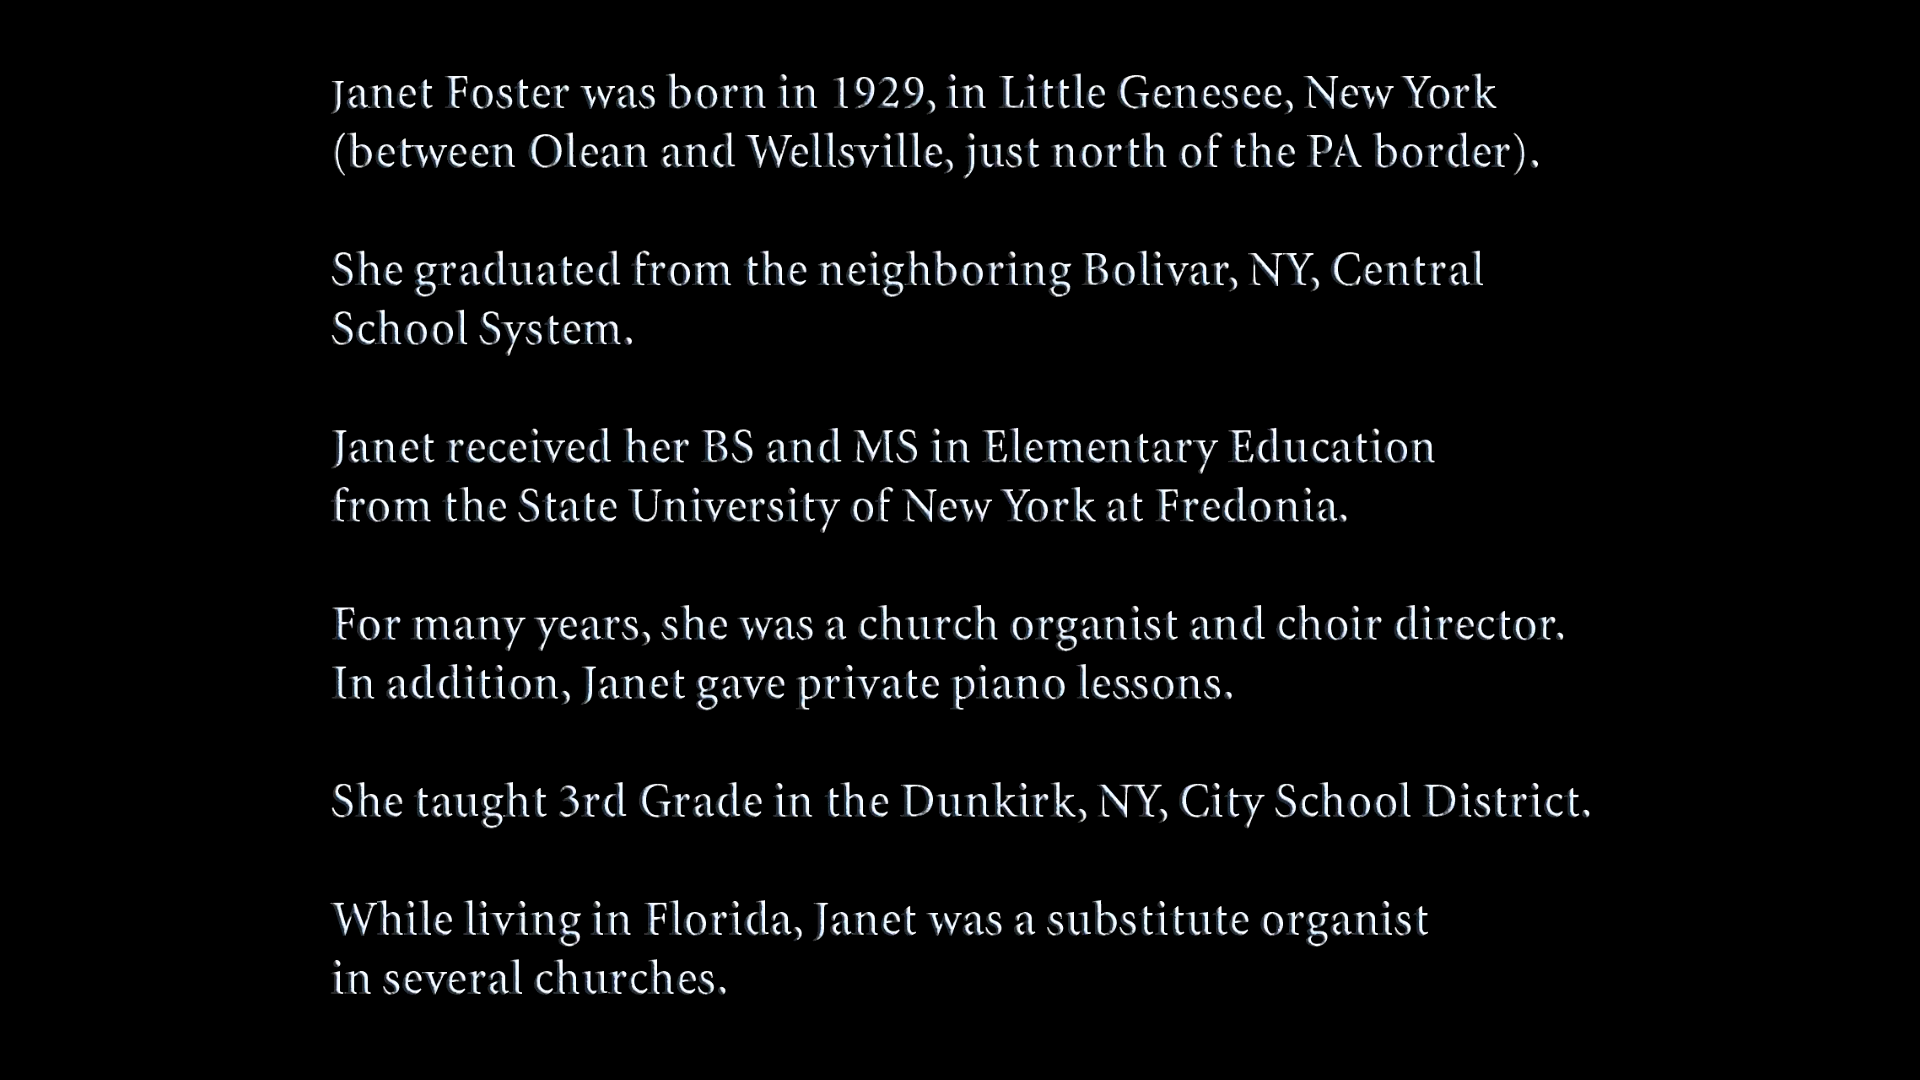 Janet Foster was born in 1929, in Little Genesee, New York
(between Olean and Wellsville, just north of the PA border).
She graduated from the neighboring Bolivar, NY, Central
School System.
Janet received her BS and MS in Elementary Education
from the State University of New York at Fredonia.
For many years, she was a church organist and choir director.
In addition, Janet gave private piano lessons.
She taught 3rd Grade in the Dunkirk, NY, City School District.
While living in Florida, Janet was a substitute organist
in several churches.